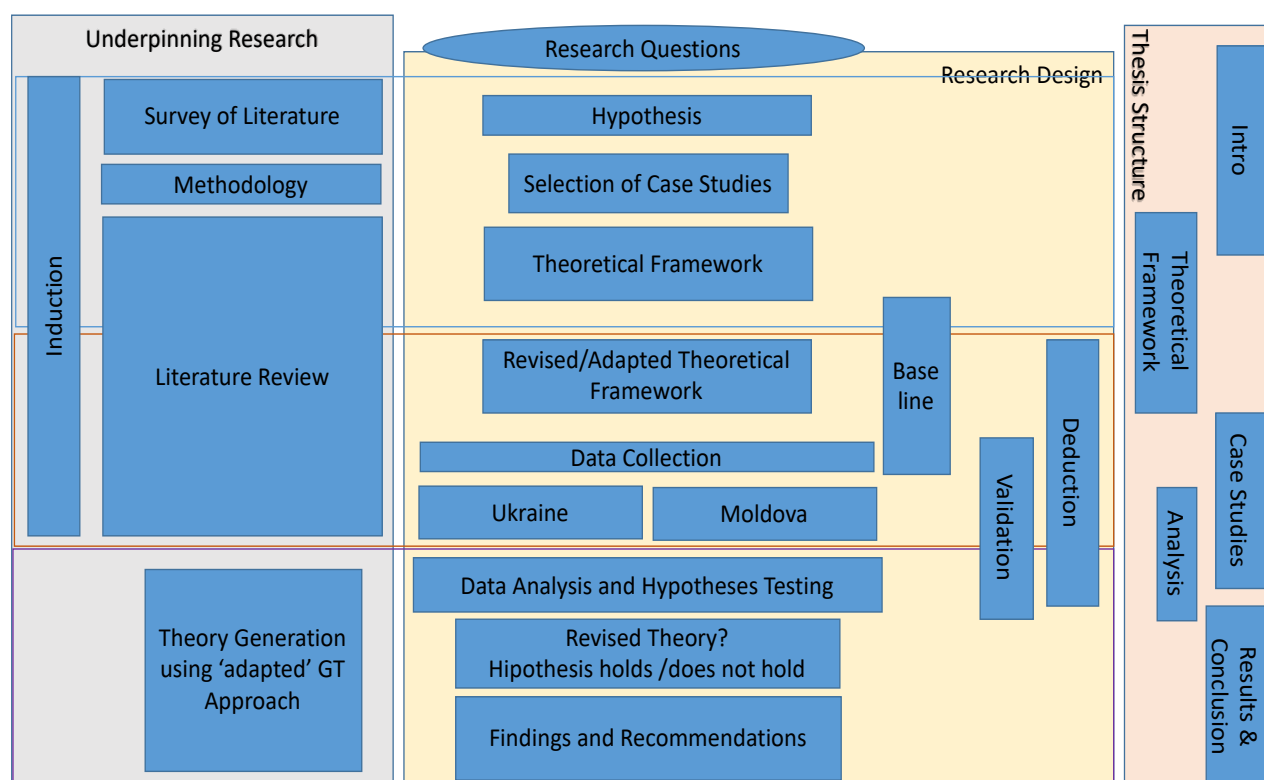 Underpinning Research
Induction
Survey of Literature
Methodology
Literature Review
Theory Generation
using ‘adapted’ GT
Approach
Research Questions
Research Design
Hypothesis
Selection of Case Studies
Theoretical Framework
Revised/Adapted Theoretical
Framework
Base
line
Data Collection
Ukraine
Moldova
Validation
Deduction
Data Analysis and Hypotheses Testing
Revised Theory?
Hipothesis holds /does not hold
Findings and Recommendations
Thesis Structure
Intro
Theoretical
Framework
Case Studies
Analysis
Results &
Conclusion